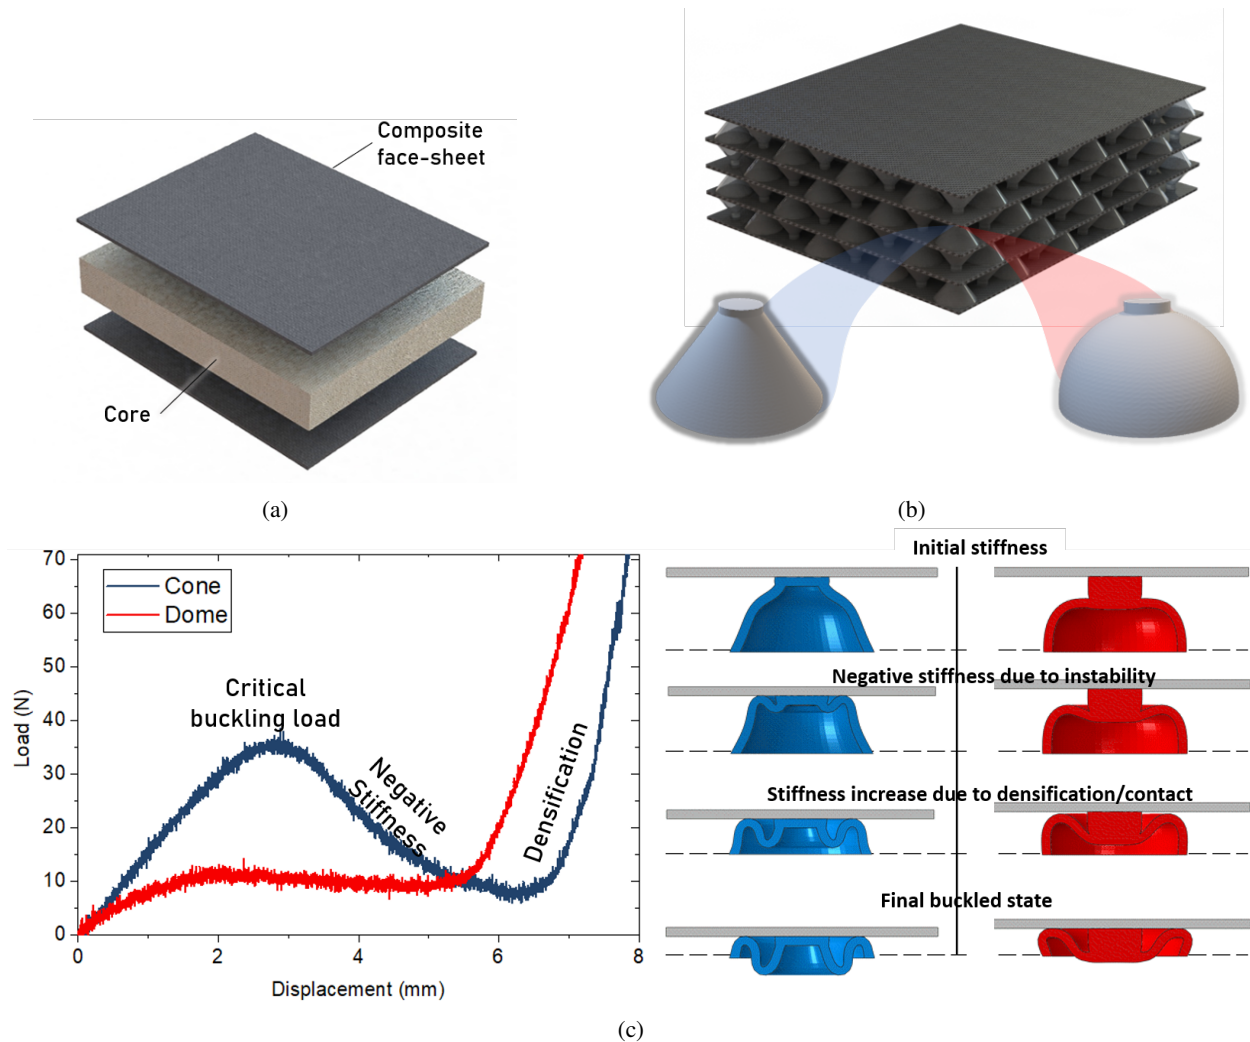 Composite
face-sheet
Core
(a)
(b)
Initial stiffness
70
60
50
40
30
20
10
0
Load (N)
Cone
Dome
Critical
buckling load
Negative
Stiffness
Densification
0
2
4
6
8
Displacement (mm)
Negative stiffness due to instability
Stiffness increase due to densification/contact
Final buckled state
(c)